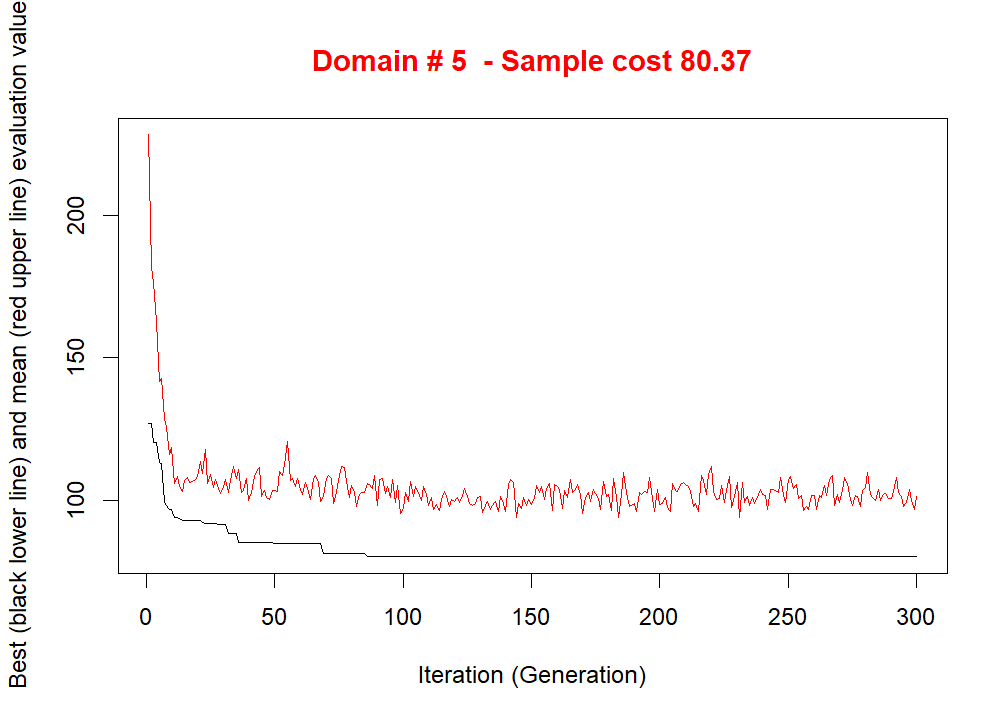 Domain # 5  - Sample cost 80.37
Best (black lower line) and mean (red upper line) evaluation value
200
150
100
0 50 100 150 200 250 300
Iteration (Generation)